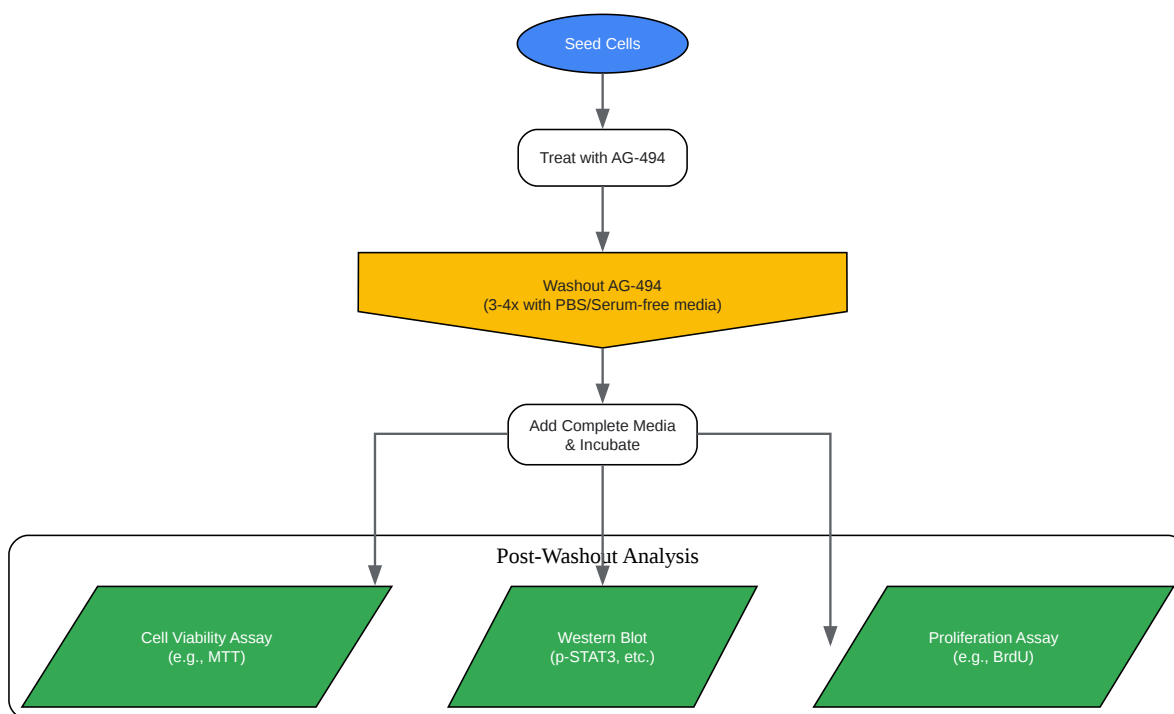 Seed Cells
Treat with AG-494
Washout AG-494
(3-4x with PBS/Serum-free media)
Add Complete Media
& Incubate
Post-Washout Analysis
Cell Viability Assay
(e.g., MTT)
Western Blot
(p-STAT3, etc.)
Proliferation Assay
(e.g., BrdU)